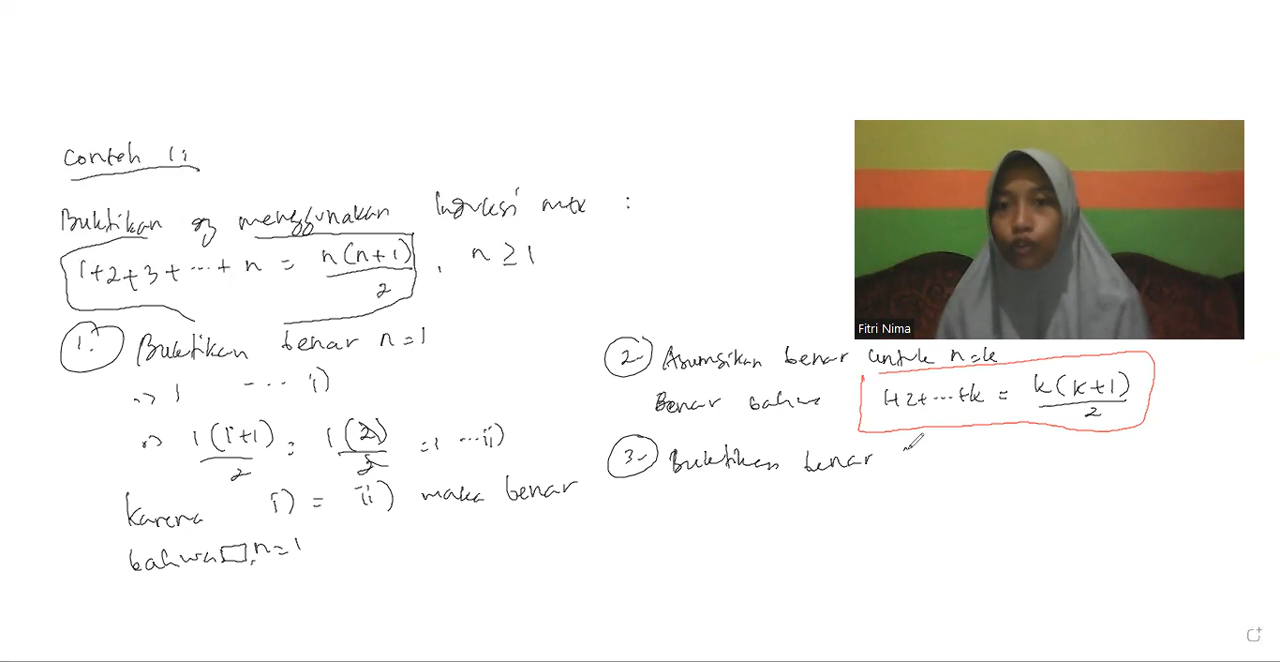 Contoh 1:
Buktikan dg menggunakan Induksi mtk :
1+2+3+ ... + n = n(n+1)/2 , n ≥ 1
1. Buktikan benar n=1
=> 1 ... i)
=> 1(1+1)/2 = 1(2)/2 = 1 ... ii)
karena i) = ii) maka benar
bahwa □, n=1
2. Asumsikan benar untuk n=k
Benar bahwa 1+2+...+k = k(k+1)/2
3. Buktikan benar
Fitri Nima